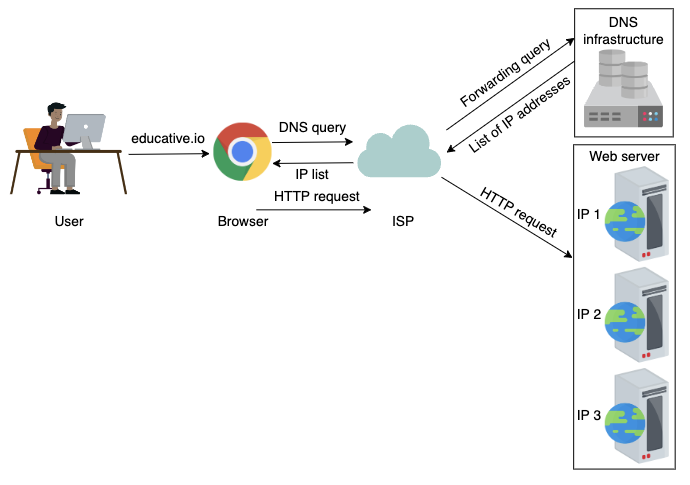 DNS
infrastructure
Forwarding query
List of IP addresses
educative.io
DNS query
IP list
HTTP request
User
Browser
ISP
HTTP request
Web server
IP 1
IP 2
IP 3